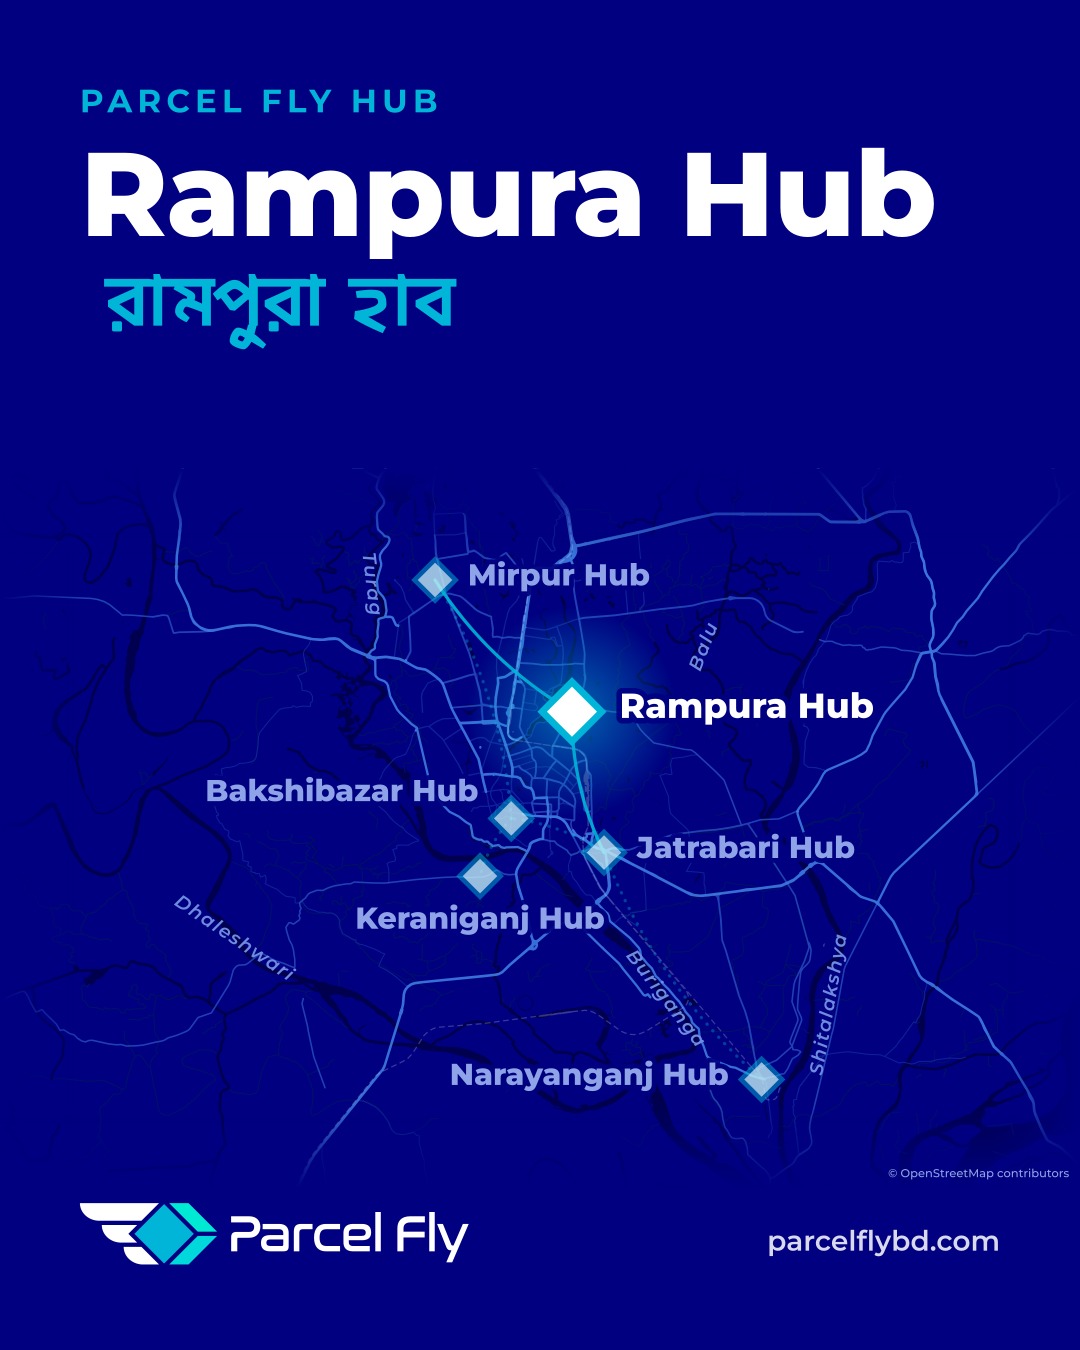 PARCEL FLY HUB
Rampura Hub
রামপুরা হাব
Turag
Mirpur Hub
Balu
Rampura Hub
Bakshibazar Hub
Jatrabari Hub
Keraniganj Hub
Dhaleshwari
Buriganga
Shitalakshya
Narayanganj Hub
© OpenStreetMap contributors
Parcel Fly
parcelflybd.com